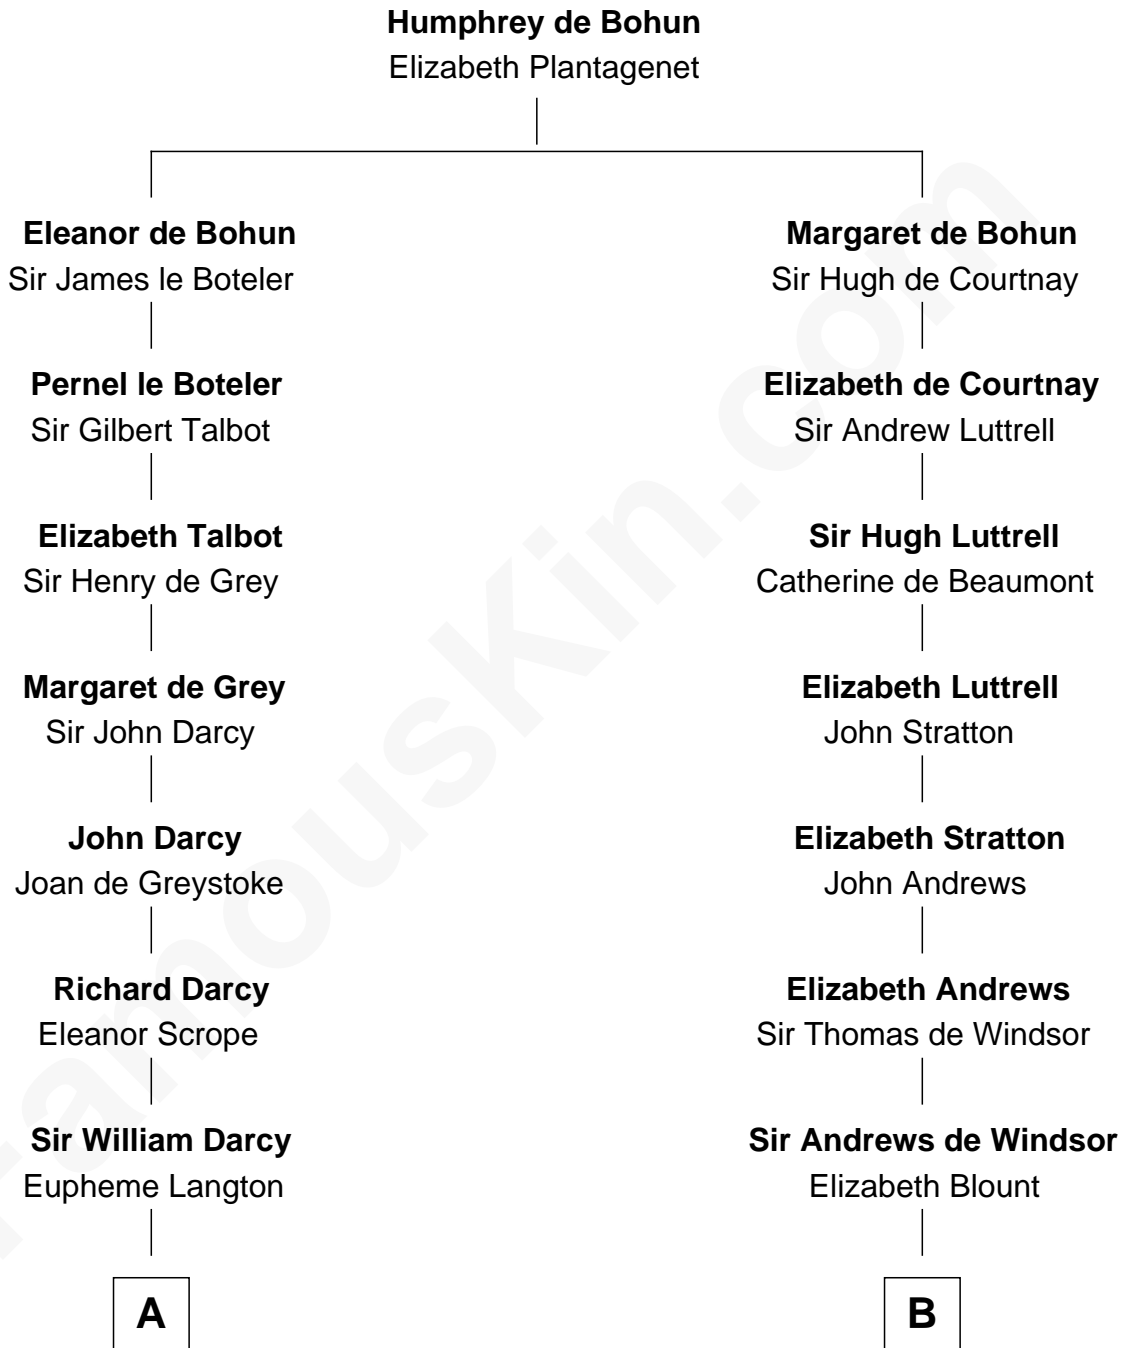 Humphrey de Bohun
Elizabeth Plantagenet
Eleanor de Bohun
Sir James le Boteler
Margaret de Bohun
Sir Hugh de Courtnay
Pernel le Boteler
Sir Gilbert Talbot
Elizabeth de Courtnay
Sir Andrew Luttrell
Elizabeth Talbot
Sir Henry de Grey
Sir Hugh Luttrell
Catherine de Beaumont
Margaret de Grey
Sir John Darcy
Elizabeth Luttrell
John Stratton
John Darcy
Joan de Greystoke
Elizabeth Stratton
John Andrews
Richard Darcy
Eleanor Scrope
Elizabeth Andrews
Sir Thomas de Windsor
Sir William Darcy
Eupheme Langton
Sir Andrews de Windsor
Elizabeth Blount
A
B
FamousKin.com